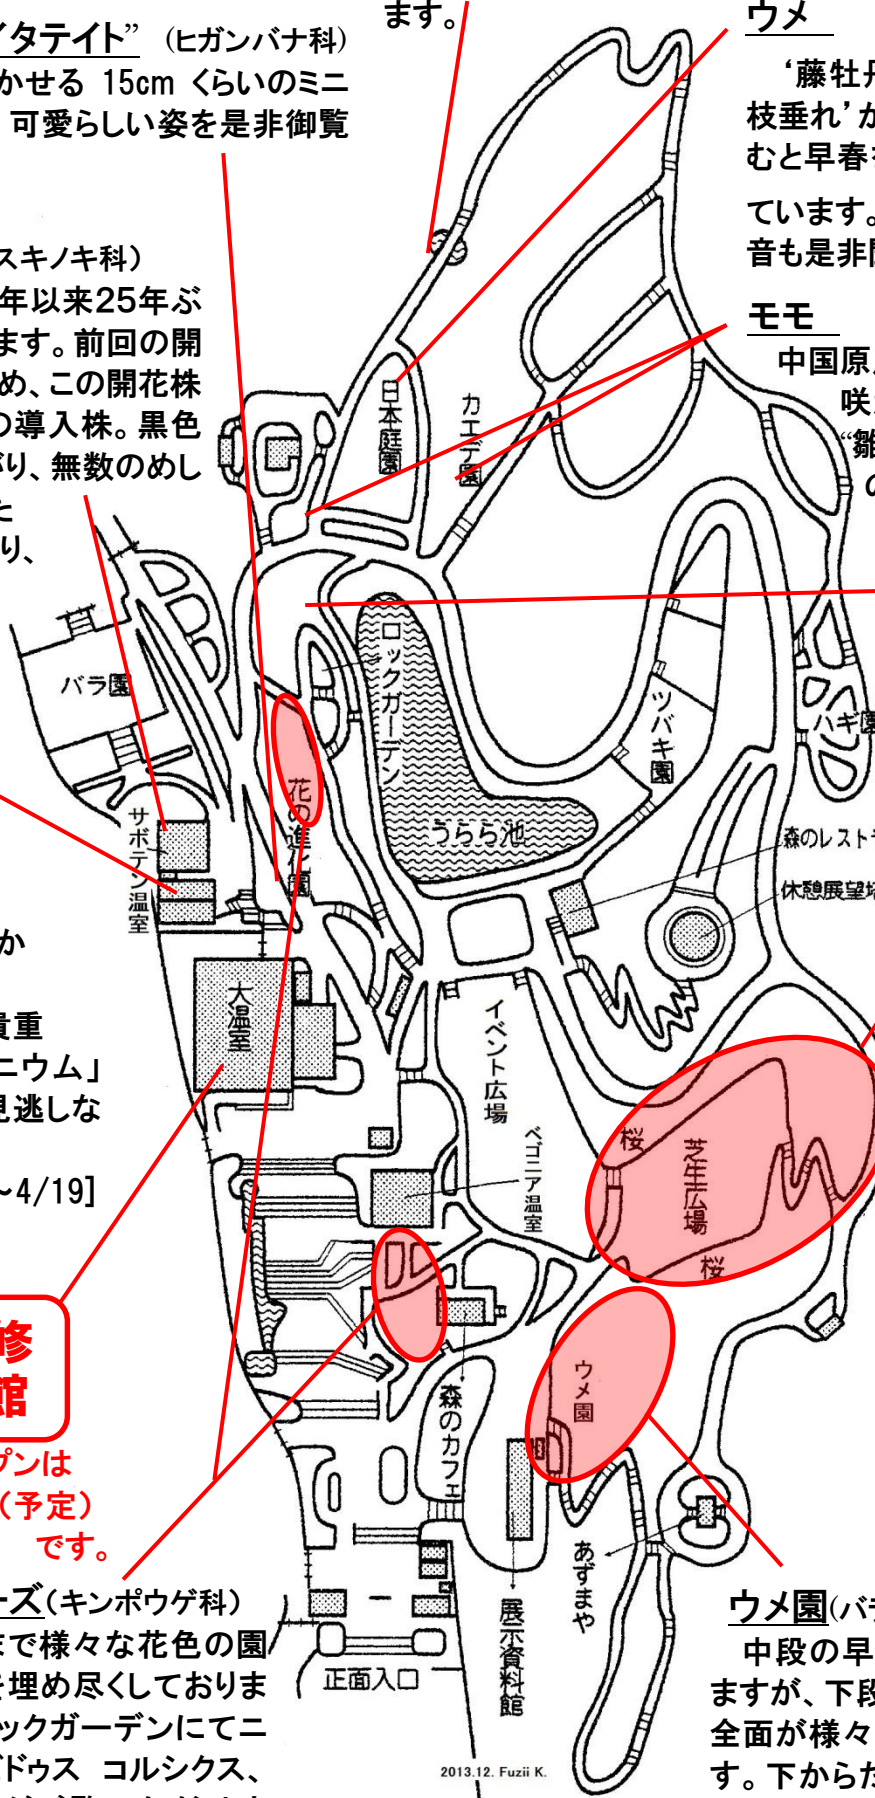 ます。
イタテイト” (ヒガンバナ科)
かせる 15cm くらいのミニ
可愛らしい姿を是非御覧
ウメ
‘藤牡丹
枝垂れ’か
むと早春を
ています。
音も是非
スキノキ科)
年以来25年ぶ
ます。前回の開
め、この開花株
の導入株。黒色
がり、無数のめし
た
り、
モモ
中国原
咲
“雛
の
日本庭園
カエデ園
バラ園
ロックガーデン
ツバキ園
ハギ園
花の進化園
うらら池
サボテン温室
森のレストラ
休憩展望塔
か
貴重
ニウム」
見逃しな
～4/19]
大温室
イベント広場
ベゴニア温室
桜
芝生広場
桜
修
館
プンは
(予定)
です。
ウメ園
森のカフェ
あずまや
展示資料館
正面入口
ーズ(キンポウゲ科)
まで様々な花色の園
を埋め尽くしておりま
ックガーデンにてニ
ドゥス コルシクス、
ウメ園(バラ
中段の早
ますが、下段
全面が様々
す。下からだ
2013.12. Fuzii K.